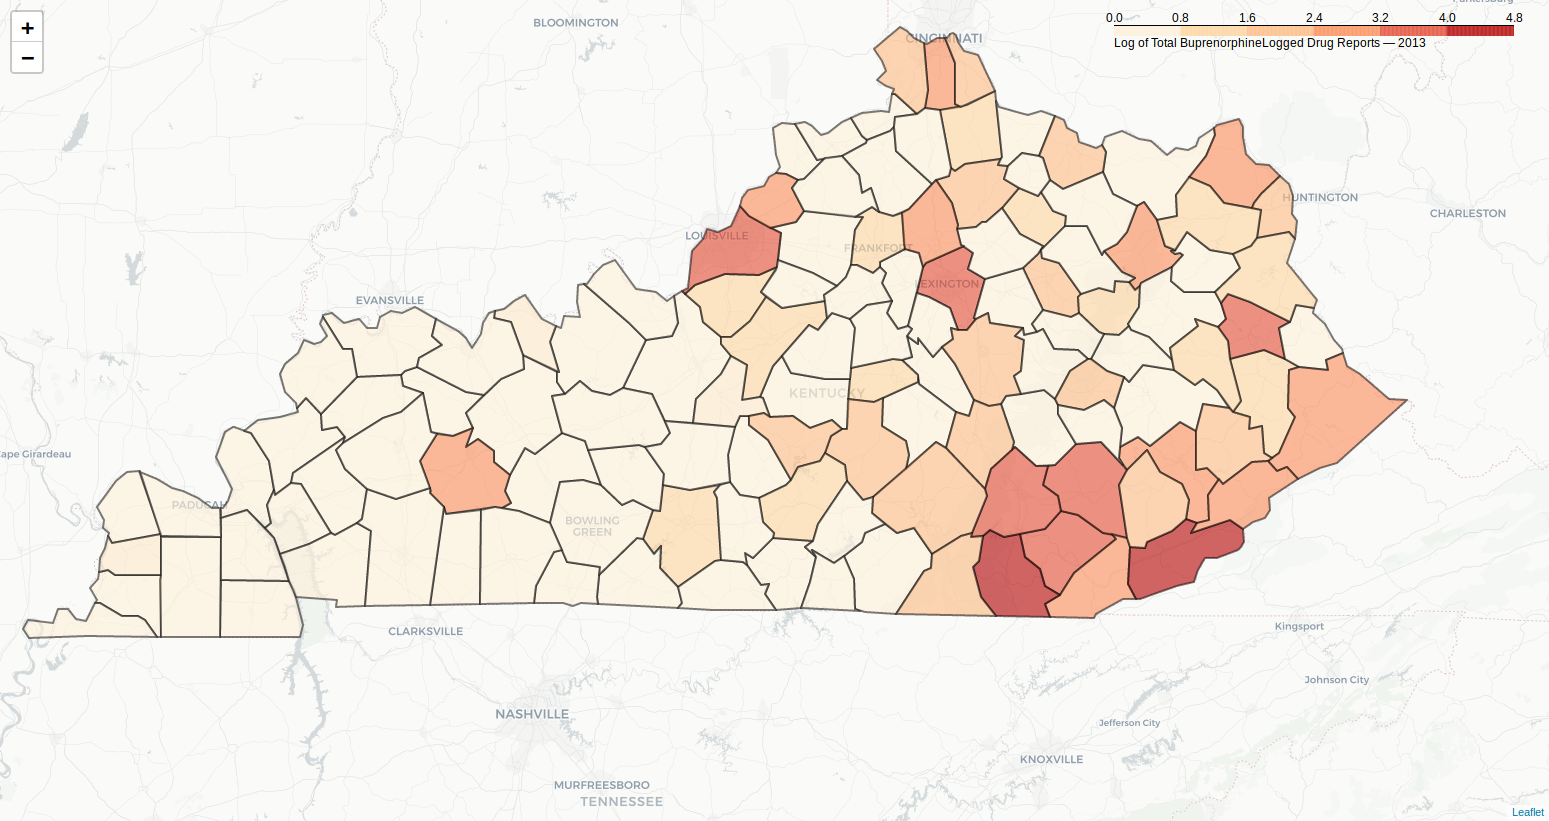 +
−
0.0 0.8 1.6 2.4 3.2 4.0 4.8
Log of Total BuprenorphineLogged Drug Reports — 2013
BLOOMINGTON
CINCINNATI
HUNTINGTON
CHARLESTON
LOUISVILLE
FRANKFORT
LEXINGTON
EVANSVILLE
KENTUCKY
Cape Girardeau
PADUCAH
BOWLING
GREEN
CLARKSVILLE
Kingsport
Johnson City
NASHVILLE
Jefferson City
KNOXVILLE
MURFREESBORO
TENNESSEE
Leaflet